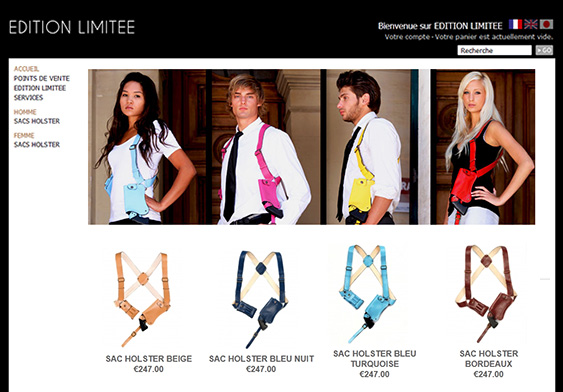 EDITION LIMITEE
Bienvenue sur EDITION LIMITEE
Votre compte - Votre panier est actuellement vide.
Recherche
» GO
ACCUEIL
POINTS DE VENTE
EDITION LIMITEE
SERVICES
HOMME
SACS HOLSTER
FEMME
SACS HOLSTER
SAC HOLSTER BEIGE
€247.00
SAC HOLSTER BLEU NUIT
€247.00
SAC HOLSTER BLEU
TURQUOISE
€247.00
SAC HOLSTER
BORDEAUX
€247.00